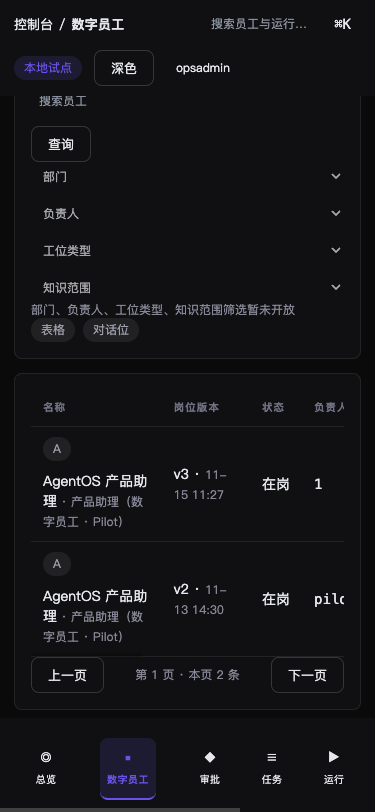 控制台 / 数字员工 搜索员工与运行… ⌘K
本地试点 深色 opsadmin
搜索员工
查询
部门
负责人
工位类型
知识范围
部门、负责人、工位类型、知识范围筛选暂未开放
表格 对话位
名称 岗位版本 状态 负责人
A
AgentOS 产品助理 · 产品助理（数字员工 · Pilot） v3 · 11-15 11:27 在岗 1
A
AgentOS 产品助理 · 产品助理（数字员工 · Pilot） v2 · 11-13 14:30 在岗
上一页 第 1 页 · 本页 2 条 下一页
总览 数字员工 审批 任务 运行